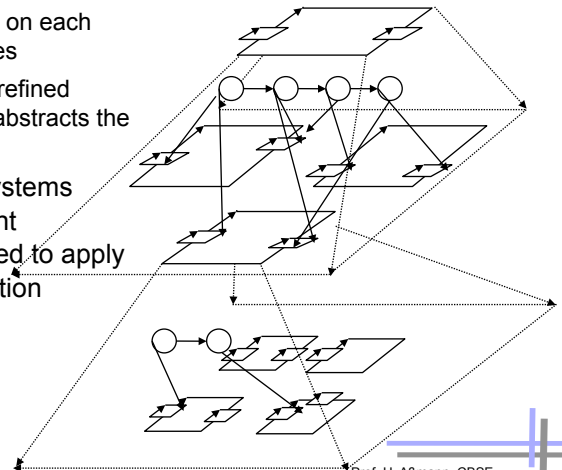 on each
es
refined
abstracts the
ystems
nt
ed to apply
tion
Prof. U. Aßmann, CBSE